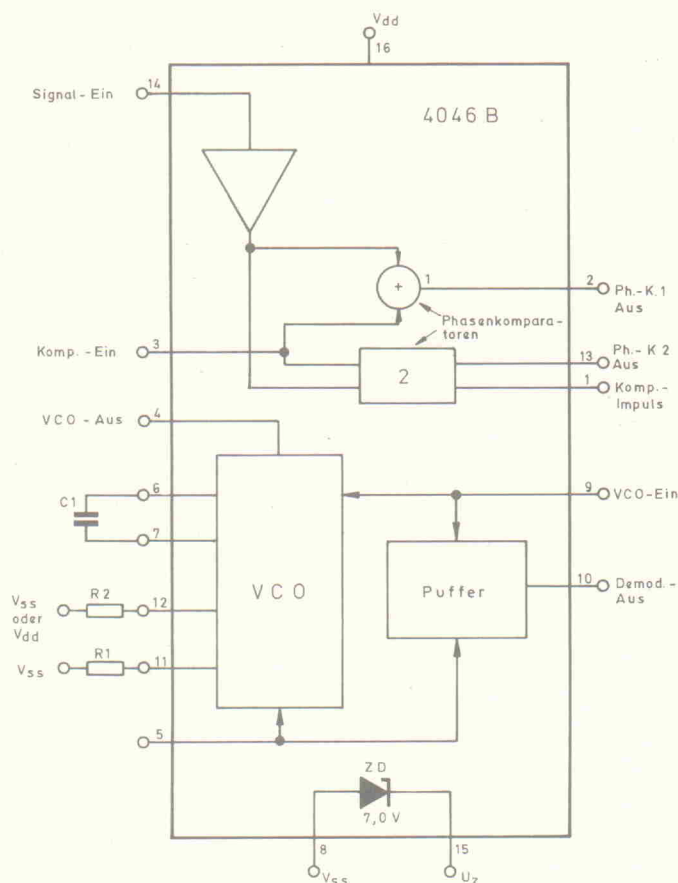 Vdd
16
14
Signal-Ein
4046 B
1
2
Ph.-K.1
Aus
Phasenkompara-
toren
3
Komp.-Ein
Ph.-K 2
13
Aus
2
1
Komp.-
Impuls
4
VCO-Aus
6
C1
7
9
VCO-Ein
VCO
Puffer
10
Demod.-
Aus
Vss
oder
Vdd
R2
12
R1
11
Vss
5
ZD
7,0 V
8
15
Vss
Uz